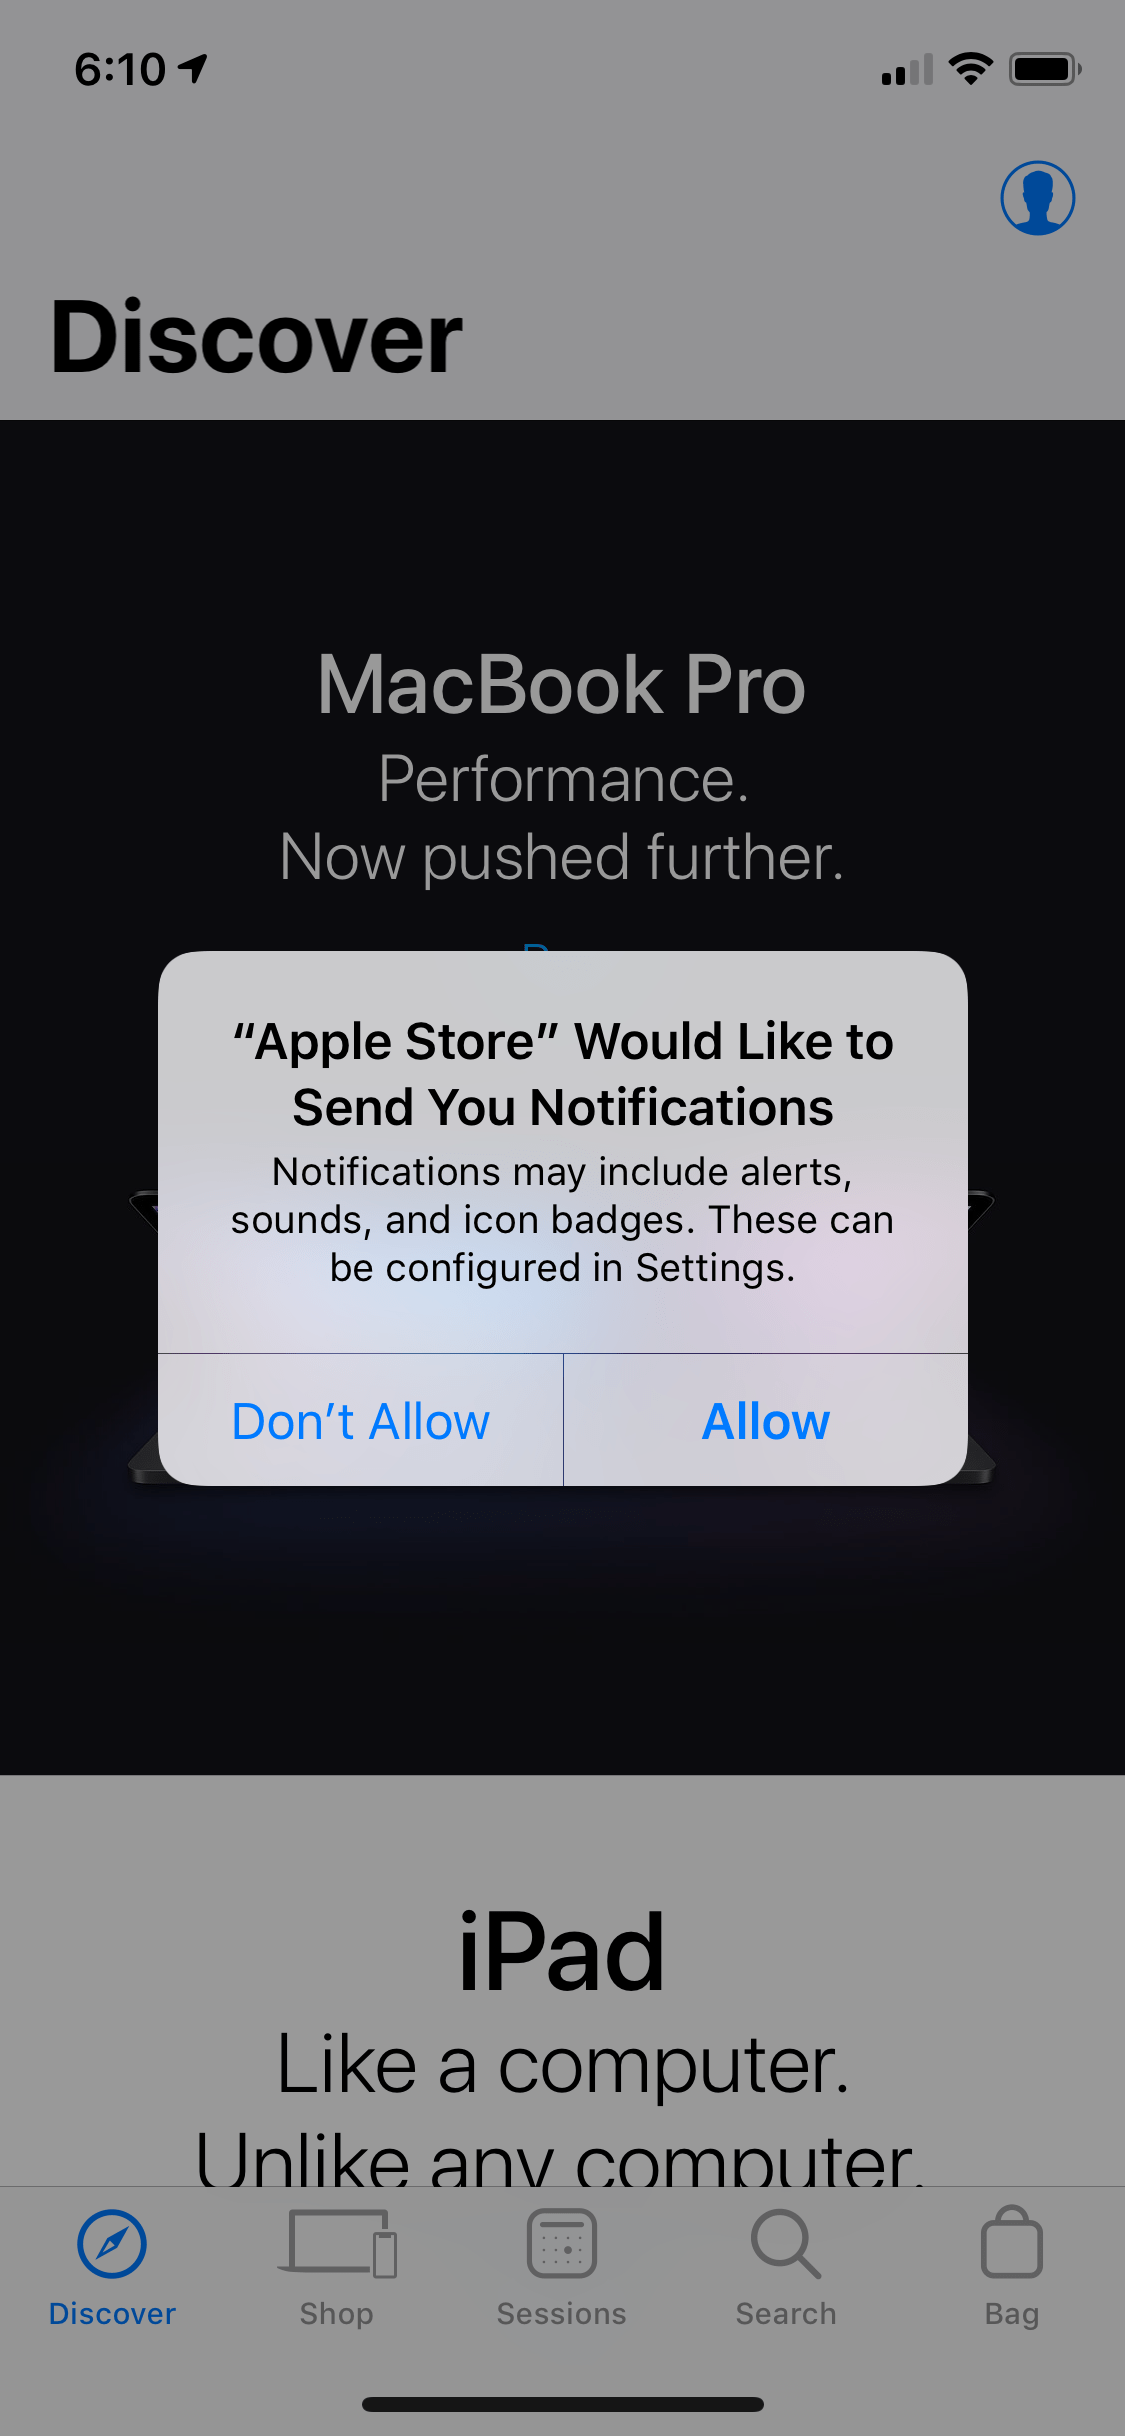 6:10
Discover
MacBook Pro
Performance.
Now pushed further.
“Apple Store” Would Like to
Send You Notifications
Notifications may include alerts,
sounds, and icon badges. These can
be configured in Settings.
Don’t Allow
Allow
iPad
Like a computer.
Unlike any computer.
Discover
Shop
Sessions
Search
Bag